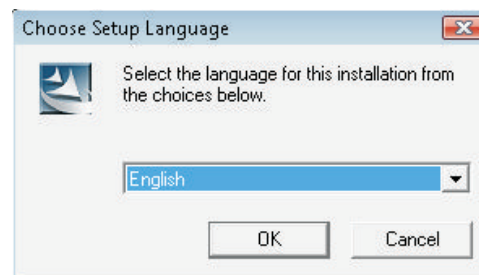 Choose Setup Language
Select the language for this installation from
the choices below.
English
OK
Cancel